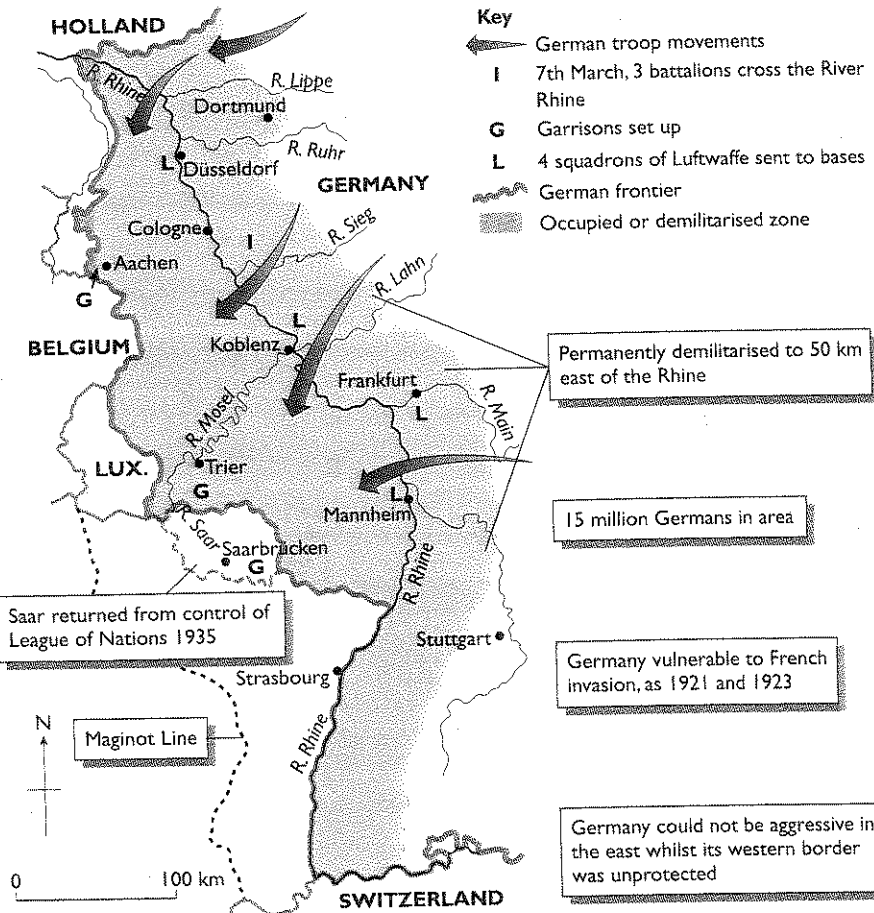 HOLLAND
R. Rhine
R. Lippe
Dortmund
R. Ruhr
L
Düsseldorf
GERMANY
Cologne
I
R. Sieg
Aachen
G
R. Lahn
L
BELGIUM
Koblenz
Frankfurt
L
R. Main
R. Mosel
LUX.
Trier
G
L
Mannheim
R. Saar
Saarbrücken
G
R. Rhine
Saar returned from control of
League of Nations 1935
Stuttgart
Strasbourg
N
Maginot Line
R. Rhine
0 100 km
SWITZERLAND
Key
German troop movements
I 7th March, 3 battalions cross the River
Rhine
G Garrisons set up
L 4 squadrons of Luftwaffe sent to bases
German frontier
Occupied or demilitarised zone
Permanently demilitarised to 50 km
east of the Rhine
15 million Germans in area
Germany vulnerable to French
invasion, as 1921 and 1923
Germany could not be aggressive in
the east whilst its western border
was unprotected